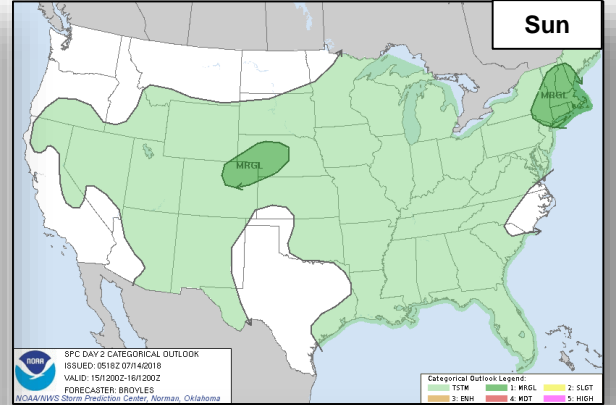 Sun
MRGL
MRGL
NOAA
SPC DAY 2 CATEGORICAL OUTLOOK
ISSUED: 0518Z 07/14/2018
VALID: 15/1200Z-16/1200Z
FORECASTER: BROYLES
NOAA/NWS Storm Prediction Center, Norman, Oklahoma
Categorical Outlook Legend:
TSTM 1: MRGL 2: SLGT
3: ENH 4: MDT 5: HIGH